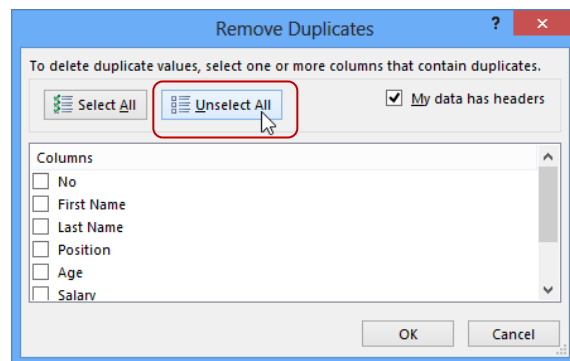 Remove Duplicates
?
×
To delete duplicate values, select one or more columns that contain duplicates.
Select All
Unselect All
My data has headers
Columns
No
First Name
Last Name
Position
Age
Salary
OK
Cancel